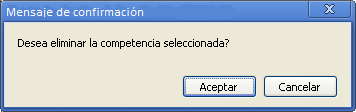 Mensaje de confirmación
Desea eliminar la competencia seleccionada?
Aceptar Cancelar